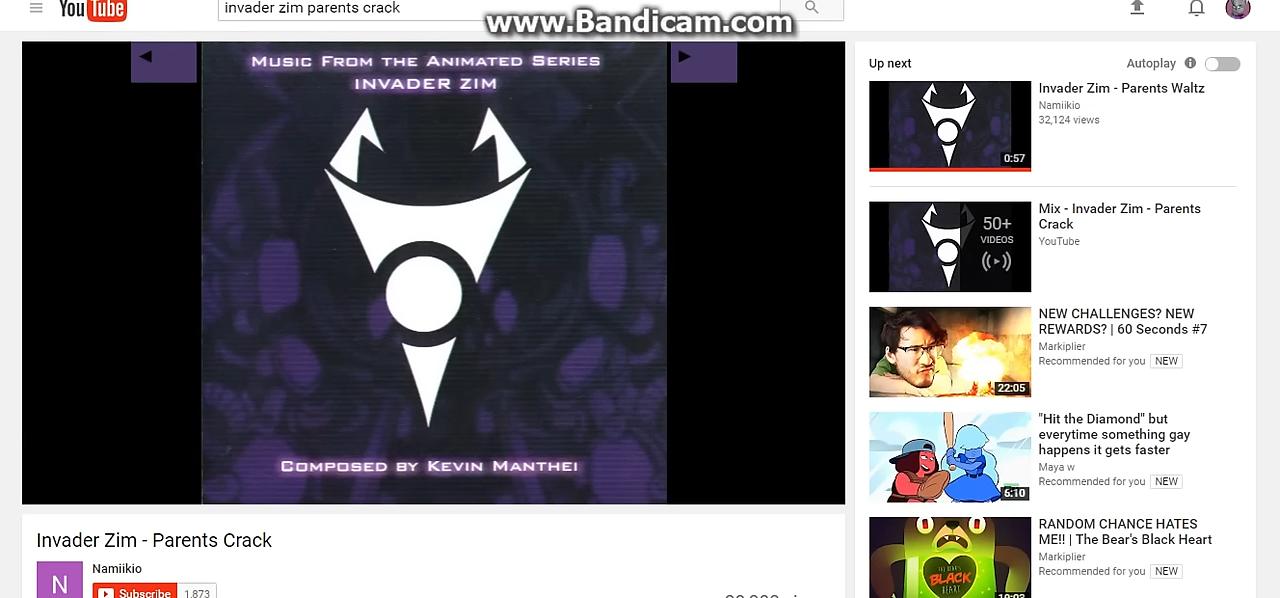 YouTube
invader zim parents crack
www.Bandicam.com
MUSIC FROM THE ANIMATED SERIES
INVADER ZIM
COMPOSED BY KEVIN MANTHEI
Invader Zim - Parents Crack
N
Namiikio
Subscribe 1,873
Up next
Autoplay
Invader Zim - Parents Waltz
Namiikio
32,124 views
0:57
50+
VIDEOS
Mix - Invader Zim - Parents
Crack
YouTube
NEW CHALLENGES? NEW
REWARDS? | 60 Seconds #7
Markiplier
Recommended for you NEW
22:05
"Hit the Diamond" but
everytime something gay
happens it gets faster
Maya w
Recommended for you NEW
5:10
RANDOM CHANCE HATES
ME!! | The Bear's Black Heart
Markiplier
Recommended for you NEW
BLACK
HEART